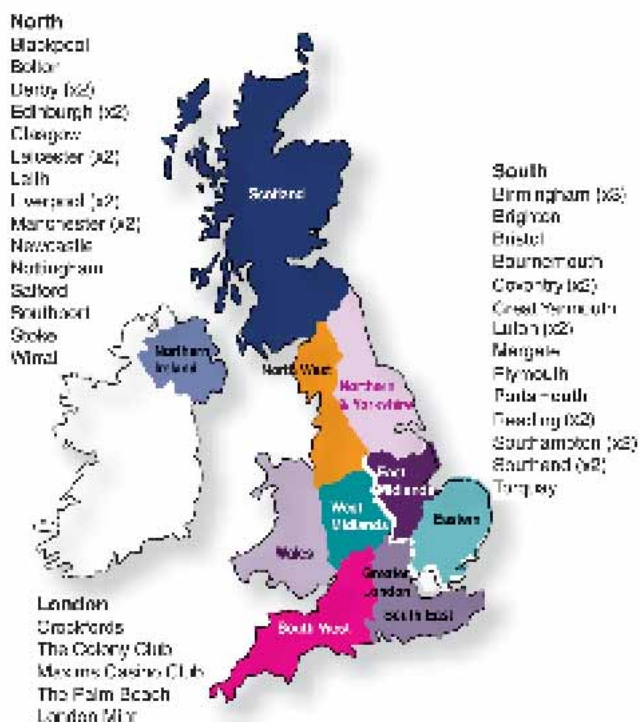 North
Blackpool
Bolton
Derby (x2)
Edinburgh (x2)
Glasgow
Leicester (x2)
Leith
Liverpool (x2)
Manchester (x2)
Newcastle
Nottingham
Salford
Southport
Stoke
Wirral
Scotland
Northern
Ireland
North West
Northern
& Yorkshire
East
Midlands
West
Midlands
Eastern
Wales
Greater
London
South East
South West
South
Birmingham (x3)
Brighton
Bristol
Bournemouth
Coventry (x2)
Great Yarmouth
Luton (x2)
Margate
Plymouth
Portsmouth
Reading (x2)
Southampton (x2)
Southend (x2)
Torquay
London
Crockfords
The Colony Club
Maxims Casino Club
The Palm Beach
London Mint